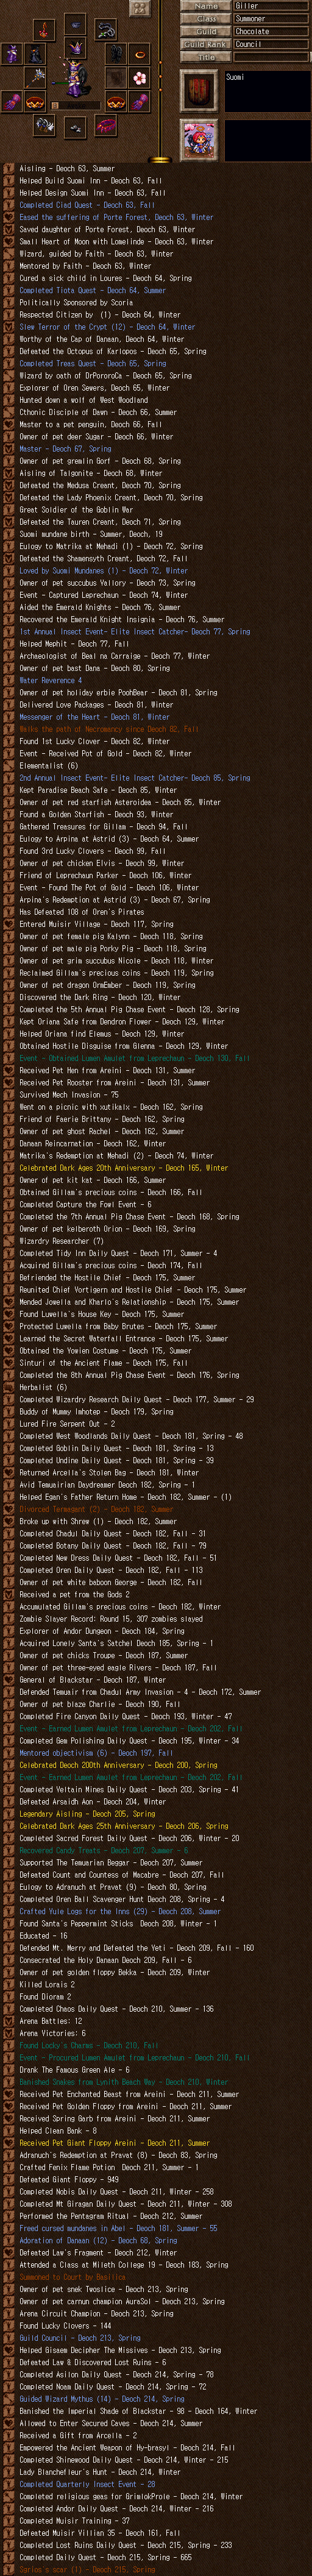 Name Giller
Class Summoner
Guild Chocolate
Guild Rank Council
Title
Suomi
Aisling - Deoch 63, Summer
Helped Build Suomi Inn - Deoch 63, Fall
Helped Design Suomi Inn - Deoch 63, Fall
Completed Ciad Quest - Deoch 63, Fall
Eased the suffering of Porte Forest, Deoch 63, Winter
Saved daughter of Porte Forest, Deoch 63, Winter
Small Heart of Moon with Lomelinde - Deoch 63, Winter
Wizard, guided by Faith - Deoch 63, Winter
Mentored by Faith - Deoch 63, Winter
Cured a sick child in Loures - Deoch 64, Spring
Completed Tiota Quest - Deoch 64, Summer
Politically Sponsored by Scoria
Respected Citizen by (1) - Deoch 64, Winter
Slew Terror of the Crypt (12) - Deoch 64, Winter
Worthy of the Cap of Danaan, Deoch 64, Winter
Defeated the Octopus of Karlopos - Deoch 65, Spring
Completed Treas Quest - Deoch 65, Spring
Wizard by oath of DrPororoCa - Deoch 65, Spring
Explorer of Oren Sewers, Deoch 65, Winter
Hunted down a wolf of West Woodland
Cthonic Disciple of Dawn - Deoch 66, Summer
Master to a pet penguin, Deoch 66, Fall
Owner of pet deer Sugar - Deoch 66, Winter
Master - Deoch 67, Spring
Owner of pet gremlin Gorf - Deoch 68, Spring
Aisling of Talgonite - Deoch 68, Winter
Defeated the Medusa Creant, Deoch 70, Spring
Defeated the Lady Phoenix Creant, Deoch 70, Spring
Great Soldier of the Goblin War
Defeated the Tauren Creant, Deoch 71, Spring
Suomi mundane birth - Summer, Deoch, 19
Eulogy to Matrika at Mehadi (1) - Deoch 72, Spring
Defeated the Shamensyth Creant, Deoch 72, Fall
Loved by Suomi Mundanes (1) - Deoch 72, Winter
Owner of pet succubus Vallory - Deoch 73, Spring
Event - Captured Leprechaun - Deoch 74, Winter
Aided the Emerald Knights - Deoch 76, Summer
Recovered the Emerald Knight Insignia - Deoch 76, Summer
1st Annual Insect Event- Elite Insect Catcher- Deoch 77, Spring
Helped Mephit - Deoch 77, Fall
Archaeologist of Beal na Carraige - Deoch 77, Winter
Owner of pet bast Dana - Deoch 80, Spring
Water Reverence 4
Owner of pet holiday erbie PoohBear - Deoch 81, Spring
Delivered Love Packages - Deoch 81, Winter
Messenger of the Heart - Deoch 81, Winter
Walks the path of Necromancy since Deoch 82, Fall
Found 1st Lucky Clover - Deoch 82, Winter
Event - Received Pot of Gold - Deoch 82, Winter
Elementalist (6)
2nd Annual Insect Event- Elite Insect Catcher- Deoch 85, Spring
Kept Paradise Beach Safe - Deoch 85, Winter
Owner of pet red starfish Asteroidea - Deoch 85, Winter
Found a Golden Starfish - Deoch 93, Winter
Gathered Treasures for Gillam - Deoch 94, Fall
Eulogy to Arpina at Astrid (3) - Deoch 64, Summer
Found 3rd Lucky Clovers - Deoch 99, Fall
Owner of pet chicken Elvis - Deoch 99, Winter
Friend of Leprechaun Parker - Deoch 106, Winter
Event - Found The Pot of Gold - Deoch 106, Winter
Arpina's Redemption at Astrid (3) - Deoch 67, Spring
Has Defeated 108 of Oren's Pirates
Entered Muisir Village - Deoch 117, Spring
Owner of pet female pig Kalynn - Deoch 118, Spring
Owner of pet male pig Porky Pig - Deoch 118, Spring
Owner of pet grim succubus Nicole - Deoch 118, Winter
Reclaimed Gillam's precious coins - Deoch 119, Spring
Owner of pet dragon OrmEmber - Deoch 119, Spring
Discovered the Dark Ring - Deoch 120, Winter
Completed the 5th Annual Pig Chase Event - Deoch 128, Spring
Kept Oriana Safe from Dendron Flower - Deoch 129, Winter
Helped Oriana find Elemus - Deoch 129, Winter
Obtained Hostile Disguise from Glenna - Deoch 129, Winter
Event - Obtained Lumen Amulet from Leprechaun - Deoch 130, Fall
Received Pet Hen from Areini - Deoch 131, Summer
Received Pet Rooster from Areini - Deoch 131, Summer
Survived Mech Invasion - 75
Went on a picnic with xutikalx - Deoch 162, Spring
Friend of Faerie Brittany - Deoch 162, Spring
Owner of pet ghost Rachel - Deoch 162, Summer
Danaan Reincarnation - Deoch 162, Winter
Matrika's Redemption at Mehadi (2) - Deoch 74, Winter
Celebrated Dark Ages 20th Anniversary - Deoch 165, Winter
Owner of pet kit kat - Deoch 166, Summer
Obtained Gillam's precious coins - Deoch 166, Fall
Completed Capture the Fowl Event - 6
Completed the 7th Annual Pig Chase Event - Deoch 168, Spring
Owner of pet kelberoth Orion - Deoch 169, Spring
Wizardry Researcher (7)
Completed Tidy Inn Daily Quest - Deoch 171, Summer - 4
Acquired Gillam's precious coins - Deoch 174, Fall
Befriended the Hostile Chief - Deoch 175, Summer
Reunited Chief Vortigern and Hostile Chief - Deoch 175, Summer
Mended Jowella and Kharlo's Relationship - Deoch 175, Summer
Found Luwella's House Key - Deoch 175, Summer
Protected Luwella from Baby Brutes - Deoch 175, Summer
Learned the Secret Waterfall Entrance - Deoch 175, Summer
Obtained the Yowien Costume - Deoch 175, Summer
Sinturi of the Ancient Flame - Deoch 175, Fall
Completed the 8th Annual Pig Chase Event - Deoch 176, Spring
Herbalist (6)
Completed Wizardry Research Daily Quest - Deoch 177, Summer - 29
Buddy of Mummy Imhotep - Deoch 179, Spring
Lured Fire Serpent Out - 2
Completed West Woodlands Daily Quest - Deoch 181, Spring - 48
Completed Goblin Daily Quest - Deoch 181, Spring - 13
Completed Undine Daily Quest - Deoch 181, Spring - 39
Returned Arcella's Stolen Bag - Deoch 181, Winter
Avid Temuairian Daydreamer Deoch 182, Spring - 1
Helped Egan's Father Return Home - Deoch 182, Summer - (1)
Divorced Termagent (2) - Deoch 182, Summer
Broke up with Shrew (1) - Deoch 182, Summer
Completed Chadul Daily Quest - Deoch 182, Fall - 31
Completed Botany Daily Quest - Deoch 182, Fall - 79
Completed New Dress Daily Quest - Deoch 182, Fall - 51
Completed Oren Daily Quest - Deoch 182, Fall - 113
Owner of pet white baboon George - Deoch 182, Fall
Received a pet from the Gods 2
Accumulated Gillam's precious coins - Deoch 182, Winter
Zombie Slayer Record: Round 15, 307 zombies slayed
Explorer of Andor Dungeon - Deoch 184, Spring
Acquired Lonely Santa's Satchel Deoch 185, Spring - 1
Owner of pet chicks Troupe - Deoch 187, Summer
Owner of pet three-eyed eagle Rivers - Deoch 187, Fall
General of Blackstar - Deoch 187, Winter
Defended Temuair from Chadul Army Invasion - 4 - Deoch 172, Summer
Owner of pet blaze Charlie - Deoch 190, Fall
Completed Fire Canyon Daily Quest - Deoch 193, Winter - 47
Event - Earned Lumen Amulet from Leprechaun - Deoch 202, Fall
Completed Gem Polishing Daily Quest - Deoch 195, Winter - 34
Mentored objectivism (6) - Deoch 197, Fall
Celebrated Deoch 200th Anniversary - Deoch 200, Spring
Event - Earned Lumen Amulet from Leprechaun - Deoch 202, Fall
Completed Veltain Mines Daily Quest - Deoch 203, Spring - 41
Defeated Arsaidh Aon - Deoch 204, Winter
Legendary Aisling - Deoch 205, Spring
Celebrated Dark Ages 25th Anniversary - Deoch 206, Spring
Completed Sacred Forest Daily Quest - Deoch 206, Winter - 20
Recovered Candy Treats - Deoch 207, Summer - 6
Supported The Temuarian Beggar - Deoch 207, Summer
Defeated Count and Countess of Macabre - Deoch 207, Fall
Eulogy to Adranuch at Pravat (9) - Deoch 80, Spring
Completed Oren Ball Scavenger Hunt Deoch 208, Spring - 4
Crafted Yule Logs for the Inns (29) - Deoch 208, Summer
Found Santa's Peppermint Sticks Deoch 208, Winter - 1
Educated - 16
Defended Mt. Merry and Defeated the Yeti - Deoch 209, Fall - 160
Consecrated the Holy Danaan Deoch 209, Fall - 6
Owner of pet golden floppy Bekka - Deoch 209, Winter
Killed Lorais 2
Found Dioram 2
Completed Chaos Daily Quest - Deoch 210, Summer - 136
Arena Battles: 12
Arena Victories: 6
Found Locky's Charms - Deoch 210, Fall
Event - Procured Lumen Amulet from Leprechaun - Deoch 210, Fall
Banished Snakes from Lynith Beach Way - Deoch 210, Winter
Received Pet Enchanted Beast from Areini - Deoch 211, Summer
Received Pet Golden Floppy from Areini - Deoch 211, Summer
Received Spring Garb from Areini - Deoch 211, Summer
Helped Clean Bank - 8
Received Pet Giant Floppy Areini - Deoch 211, Summer
Adranuch's Redemption at Pravat (8) - Deoch 83, Spring
Drank The Famous Green Ale - 6
Crafted Fenix Flame Potion Deoch 211, Summer - 1
Defeated Giant Floppy - 949
Completed Nobis Daily Quest - Deoch 211, Winter - 258
Completed Mt Giragan Daily Quest - Deoch 211, Winter - 308
Performed the Pentagram Ritual - Deoch 212, Summer
Freed cursed mundanes in Abel - Deoch 181, Summer - 55
Adoration of Danaan (12) - Deoch 68, Spring
Defeated Law's Fragment - Deoch 212, Winter
Attended a Class at Mileth College 19 - Deoch 183, Spring
Summoned to Court by Basilica
Owner of pet snek Twoslice - Deoch 213, Spring
Owner of pet carnun champion AuraSol - Deoch 213, Spring
Arena Circuit Champion - Deoch 213, Spring
Found Lucky Clovers - 144
Guild Council - Deoch 213, Spring
Helped Gisaem Decipher The Missives - Deoch 213, Spring
Defeated Law & Discovered Lost Ruins - 6
Completed Asilon Daily Quest - Deoch 214, Spring - 78
Completed Noam Daily Quest - Deoch 214, Spring - 72
Guided Wizard Mythus (14) - Deoch 214, Spring
Banished the Imperial Shade of Blackstar - 98 - Deoch 164, Winter
Allowed to Enter Secured Caves - Deoch 214, Summer
Received a Gift from Arcella - 2
Empowered the Ancient Weapon of Hy-brasyl - Deoch 214, Fall
Completed Shinewood Daily Quest - Deoch 214, Winter - 215
Lady Blanchefleur's Hunt - Deoch 214, Winter
Completed Quarterly Insect Event - 28
Completed religious geas for GrimlokProle - Deoch 214, Winter
Completed Andor Daily Quest - Deoch 214, Winter - 216
Completed Muisir Training - 37
Defeated Muisir Villian 35 - Deoch 161, Fall
Completed Lost Ruins Daily Quest - Deoch 215, Spring - 233
Completed Daily Quest - Deoch 215, Spring - 665
Sarlos's scar (1) - Deoch 215, Spring